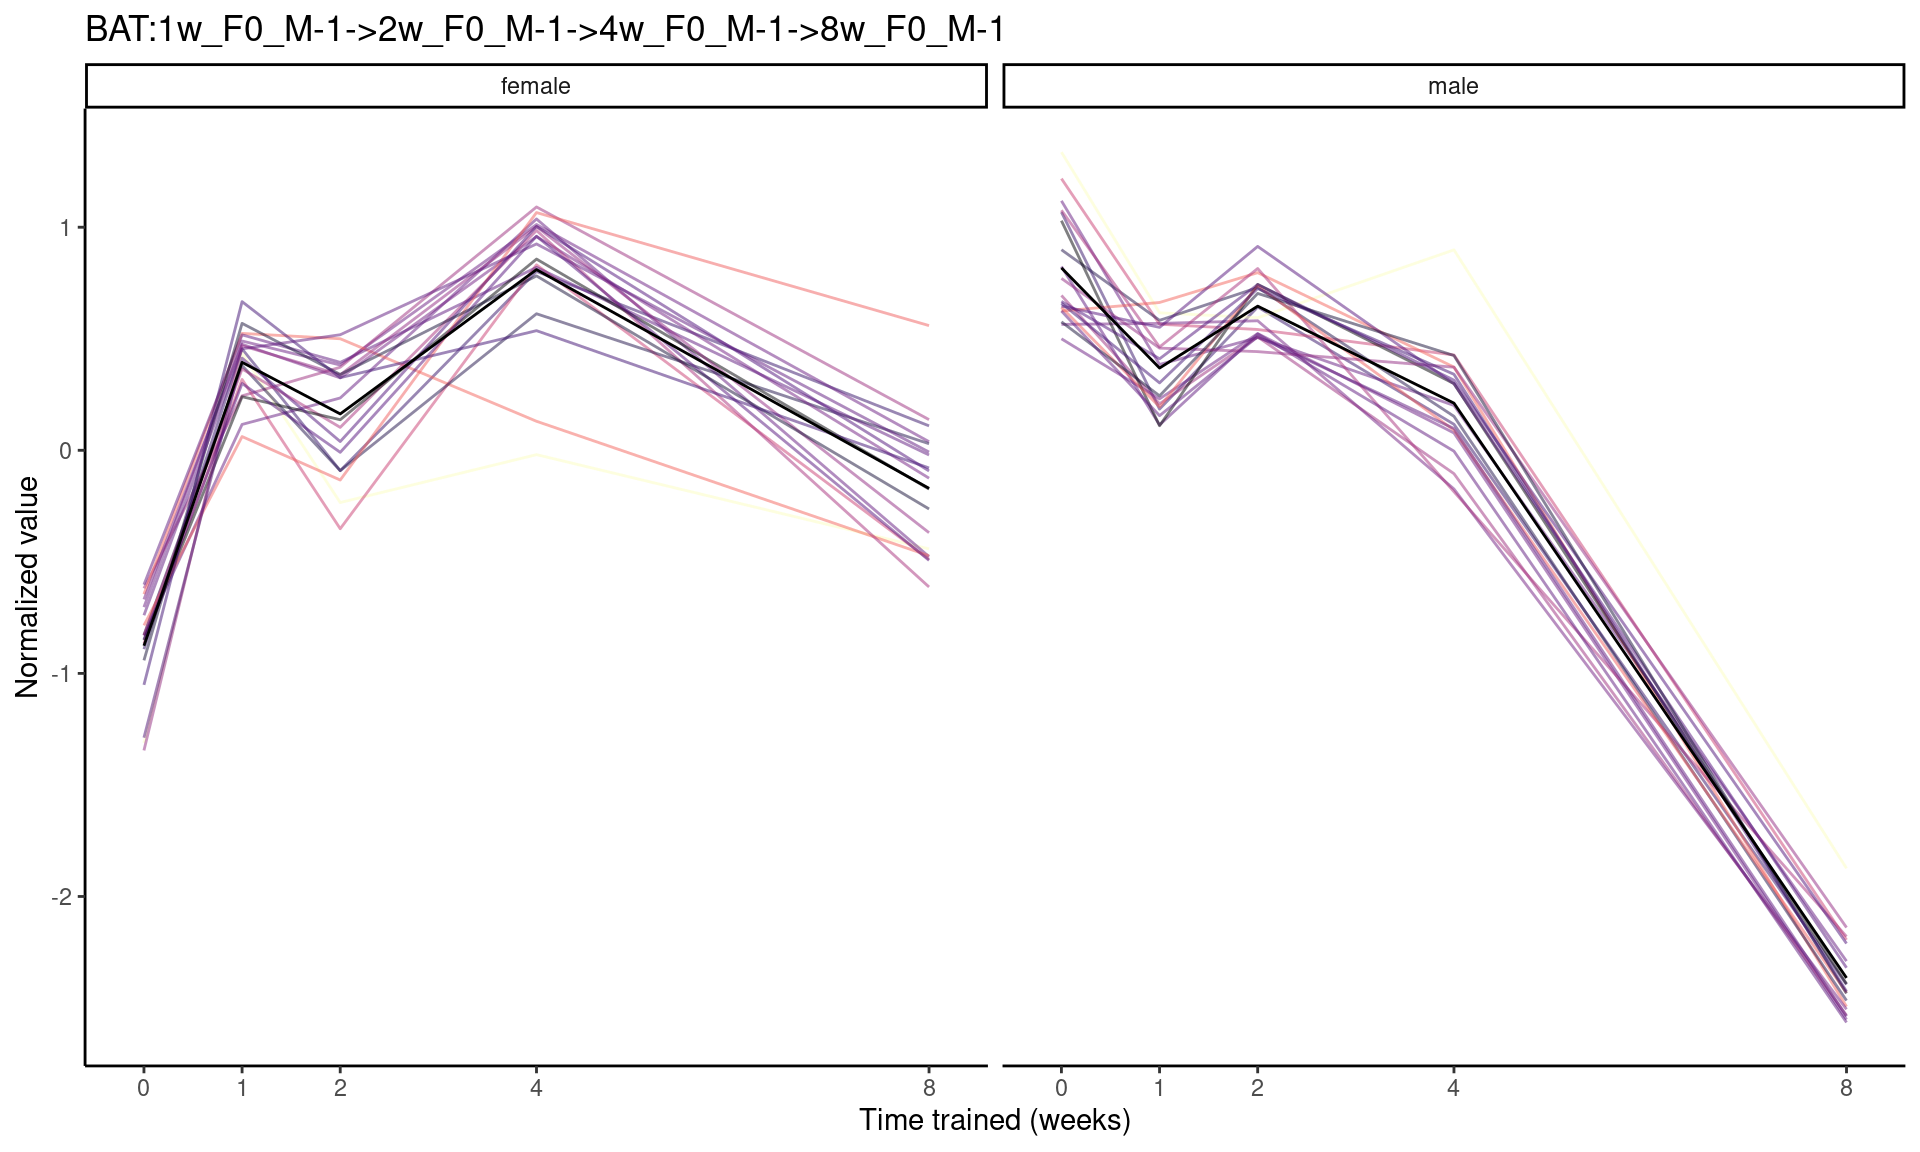 BAT:1w_F0_M-1->2w_F0_M-1->4w_F0_M-1->8w_F0_M-1
female
male
Normalized value
1
0
-1
-2
0 1 2 4 8
0 1 2 4 8
Time trained (weeks)